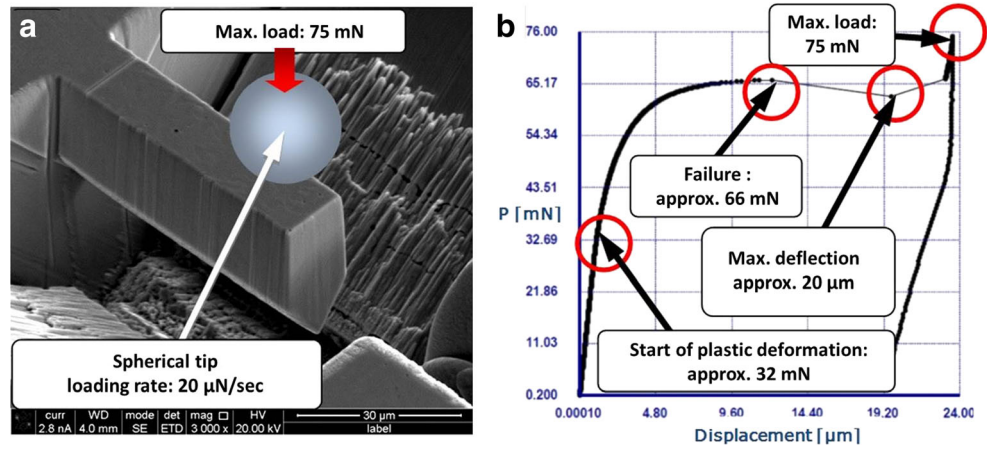 a
Max. load: 75 mN
Spherical tip
loading rate: 20 µN/sec
curr WD mode det mag HV
2.8 nA 4.0 mm SE ETD 3 000 x 20.00 kV
30 µm
label
b
Max. load:
75 mN
Failure :
approx. 66 mN
Max. deflection
approx. 20 µm
Start of plastic deformation:
approx. 32 mN
P [mN]
76.00
65.17
54.34
43.51
32.69
21.86
11.03
0.200
0.00010 4.80 9.60 14.40 19.20 24.00
Displacement [µm]